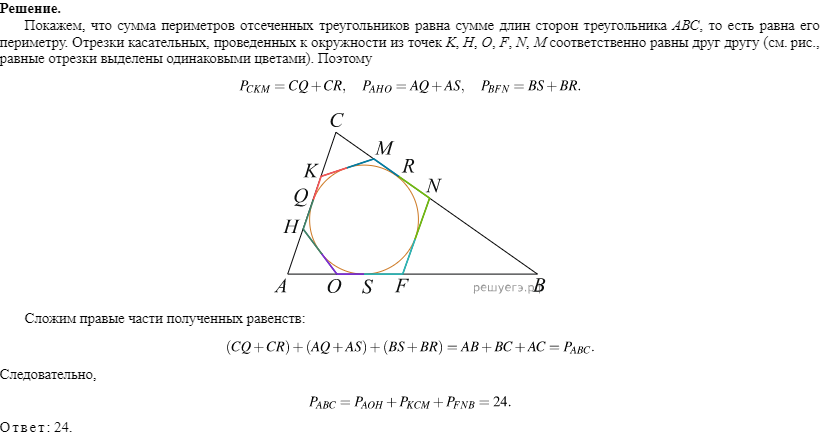 Решение.
Покажем, что сумма периметров отсеченных треугольников равна сумме длин сторон треугольника ABC, то есть равна его
периметру. Отрезки касательных, проведенных к окружности из точек K, H, O, F, N, M соответственно равны друг другу (см. рис.,
равные отрезки выделены одинаковыми цветами). Поэтому
P_{CKM} = CQ + CR, P_{AHO} = AQ + AS, P_{BFN} = BS + BR.
C
M
K
R
Q
N
H
A O S F B
решуегэ.рф
Сложим правые части полученных равенств:
(CQ + CR) + (AQ + AS) + (BS + BR) = AB + BC + AC = P_{ABC}.
Следовательно,
P_{ABC} = P_{AOH} + P_{KCM} + P_{FNB} = 24.
Ответ: 24.